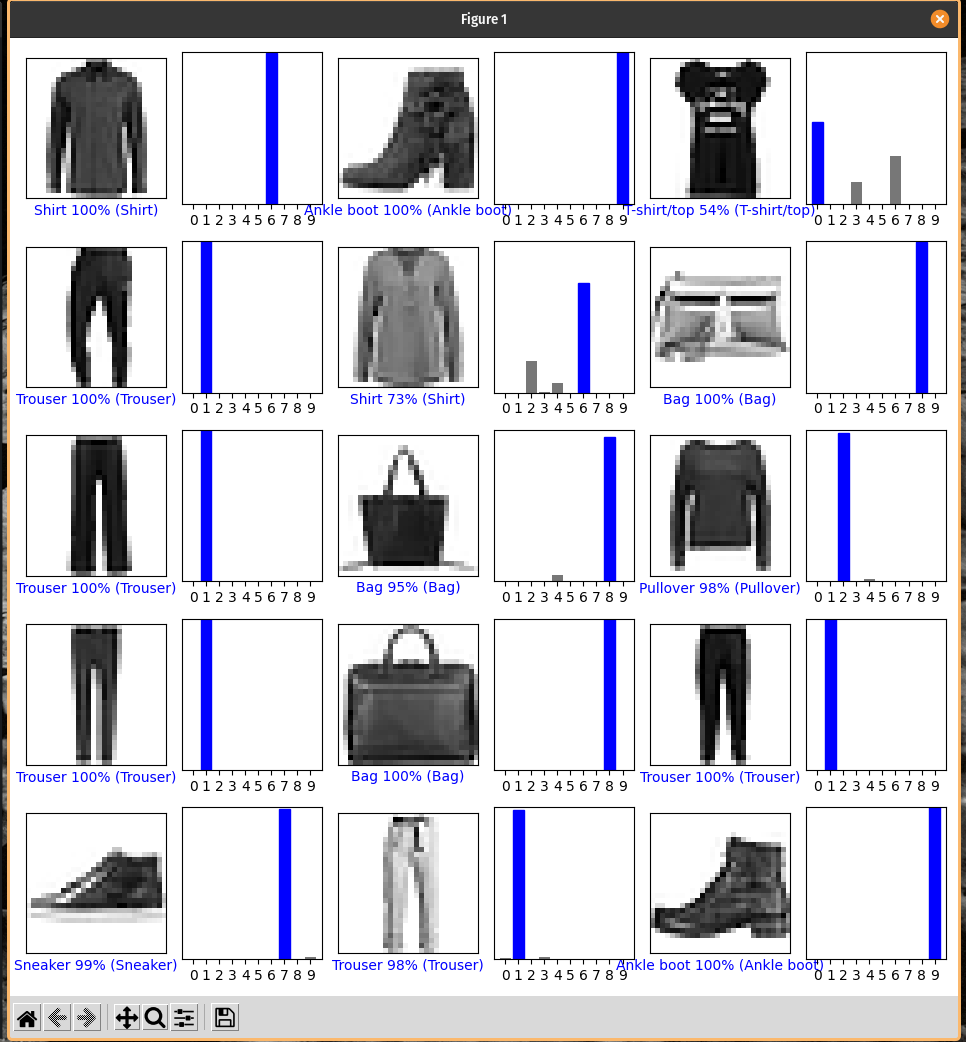 Figure 1
Shirt 100% (Shirt)
0 1 2 3 4 5 6 7 8 9
Ankle boot 100% (Ankle boot)
0 1 2 3 4 5 6 7 8 9
T-shirt/top 54% (T-shirt/top)
0 1 2 3 4 5 6 7 8 9
Trouser 100% (Trouser)
0 1 2 3 4 5 6 7 8 9
Shirt 73% (Shirt)
0 1 2 3 4 5 6 7 8 9
Bag 100% (Bag)
0 1 2 3 4 5 6 7 8 9
Trouser 100% (Trouser)
0 1 2 3 4 5 6 7 8 9
Bag 95% (Bag)
0 1 2 3 4 5 6 7 8 9
Pullover 98% (Pullover)
0 1 2 3 4 5 6 7 8 9
Trouser 100% (Trouser)
0 1 2 3 4 5 6 7 8 9
Bag 100% (Bag)
0 1 2 3 4 5 6 7 8 9
Trouser 100% (Trouser)
0 1 2 3 4 5 6 7 8 9
Sneaker 99% (Sneaker)
0 1 2 3 4 5 6 7 8 9
Trouser 98% (Trouser)
0 1 2 3 4 5 6 7 8 9
Ankle boot 100% (Ankle boot)
0 1 2 3 4 5 6 7 8 9